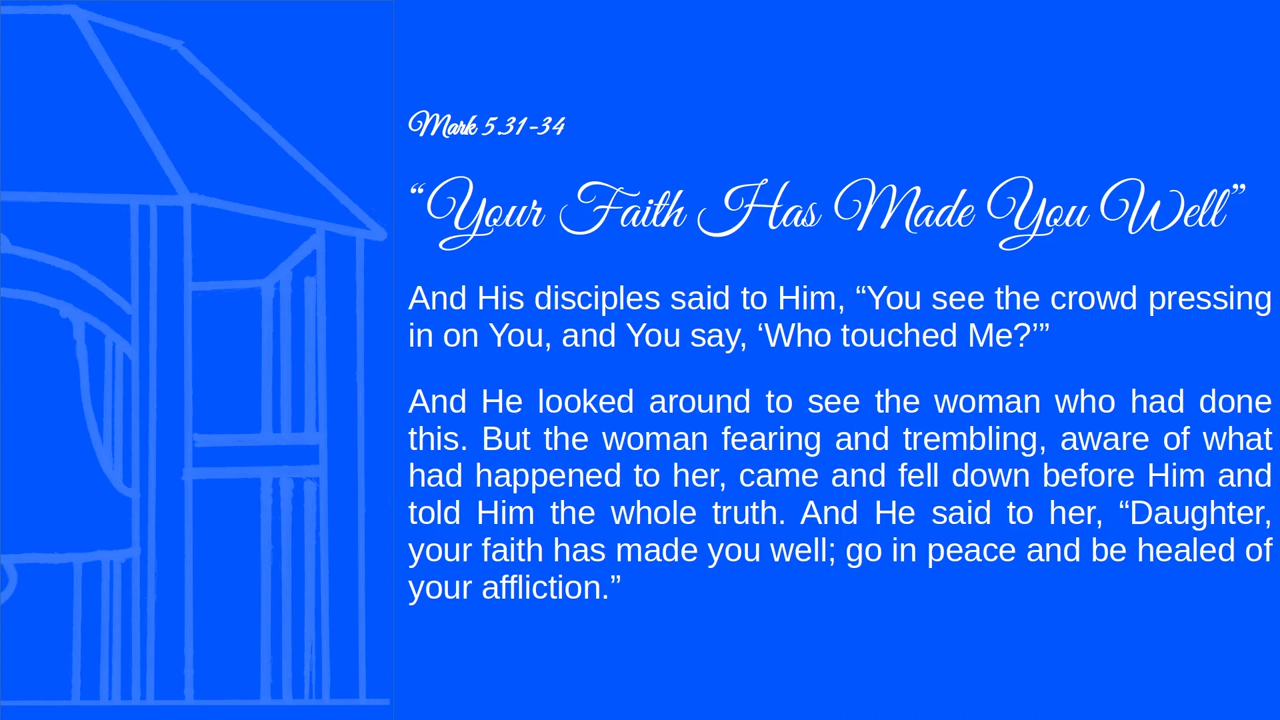 Mark 5.31-34
“Your Faith Has Made You Well”
And His disciples said to Him, “You see the crowd pressing
in on You, and You say, ‘Who touched Me?’”
And He looked around to see the woman who had done
this. But the woman fearing and trembling, aware of what
had happened to her, came and fell down before Him and
told Him the whole truth. And He said to her, “Daughter,
your faith has made you well; go in peace and be healed of
your affliction.”